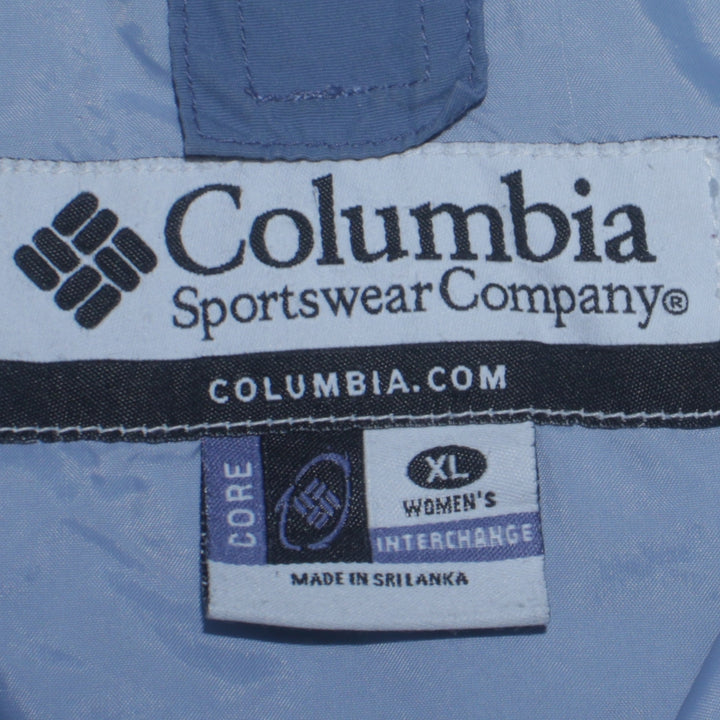 Columbia
Sportswear Company®
COLUMBIA.COM
CORE
XL
WOMEN'S
INTERCHANGE
MADE IN SRI LANKA